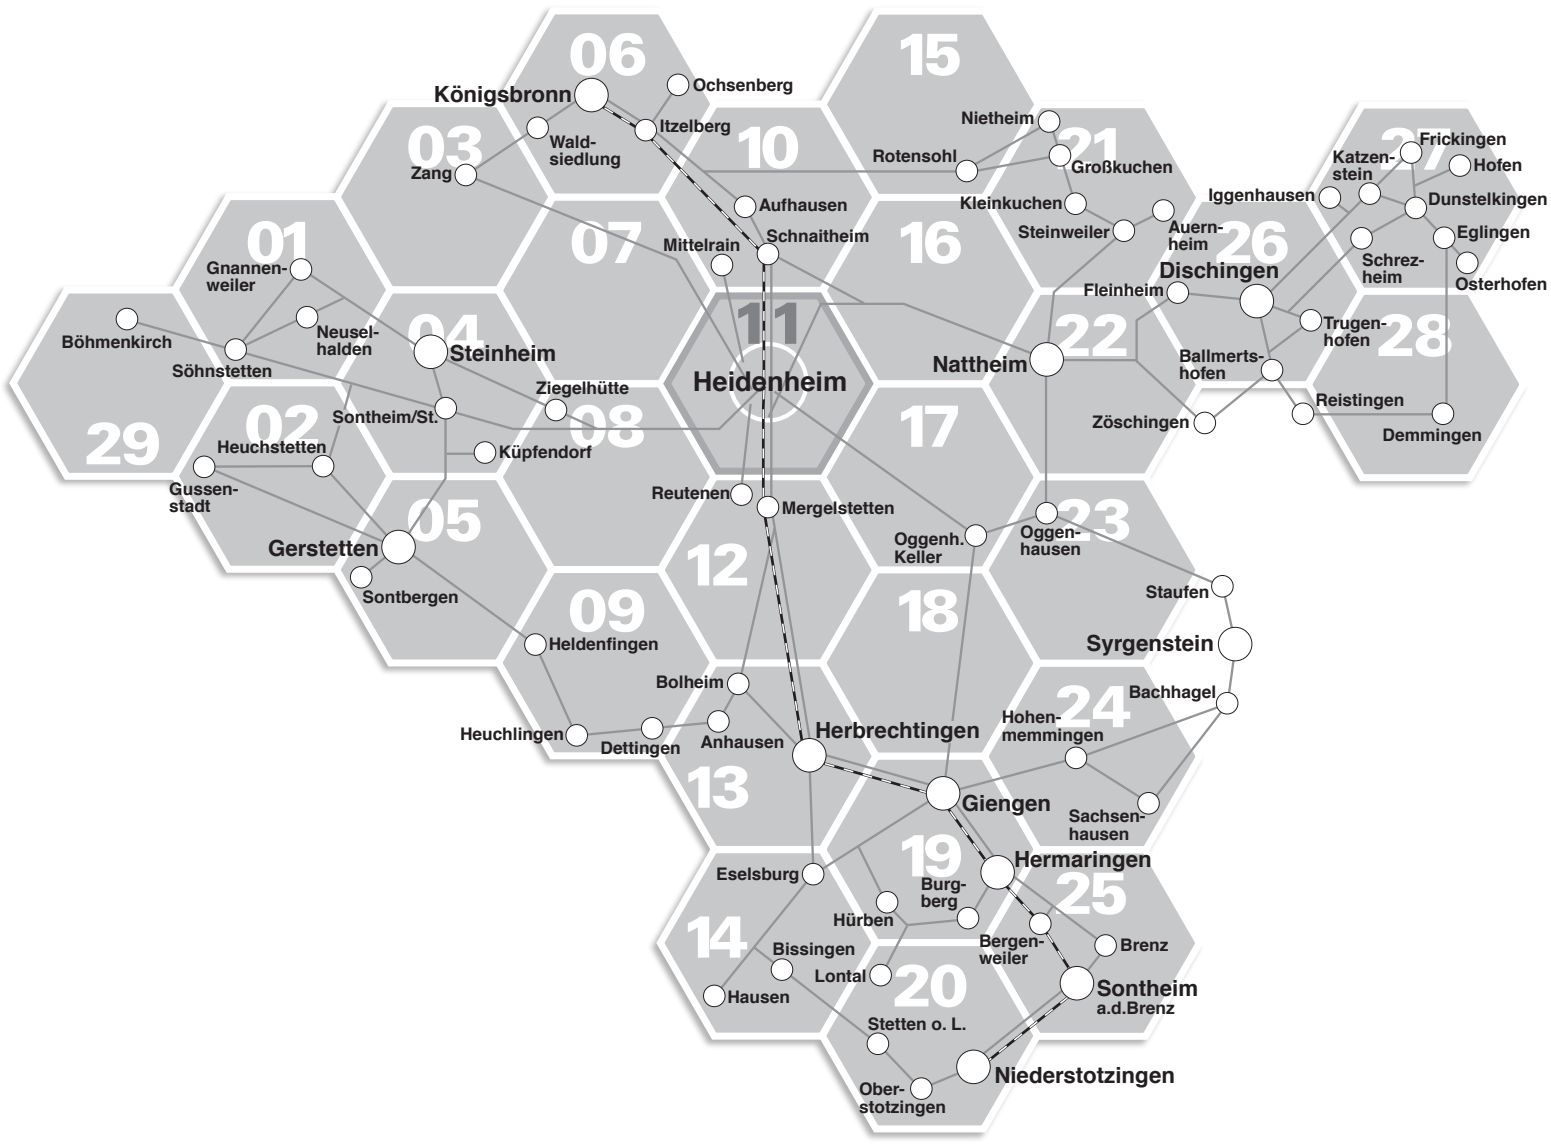 06
15
Königsbronn
Ochsenberg
Itzelberg
Wald-
siedlung
03
Zang
10
Nietheim
Rotensohl
21
Großkuchen
27
Frickingen
Katzen-
stein
Hofen
Iggenhausen
Dunstelkingen
Eglingen
Schrez-
heim
Osterhofen
Aufhausen
Schnaitheim
Mittelrain
07
16
Kleinkuchen
Steinweiler
Auern-
heim
26
Dischingen
Fleinheim
01
Gnannen-
weiler
Neusel-
halden
Böhmenkirch
Söhnstetten
04
Steinheim
11
Heidenheim
Nattheim
22
Trugen-
hofen
28
Ballmerts-
hofen
Reistingen
Demmingen
Zöschingen
29
02
Heuchstetten
Gussen-
stadt
Sontheim/St.
Ziegelhütte
08
Küpfendorf
17
Reutenen
Mergelstetten
05
Gerstetten
Sontbergen
12
Oggenh.
Keller
Oggen-
hausen
23
Staufen
Syrgenstein
Bachhagel
09
Heldenfingen
18
Bolheim
Heuchlingen
Dettingen
Anhausen
Herbrechtingen
Hohen-
memmingen
24
13
Giengen
Sachsen-
hausen
Hermaringen
19
Eselsburg
Burg-
berg
Hürben
25
Bergen-
weiler
Brenz
14
Bissingen
Hausen
Lontal
20
Sontheim
a.d.Brenz
Stetten o. L.
Ober-
stotzingen
Niederstotzingen